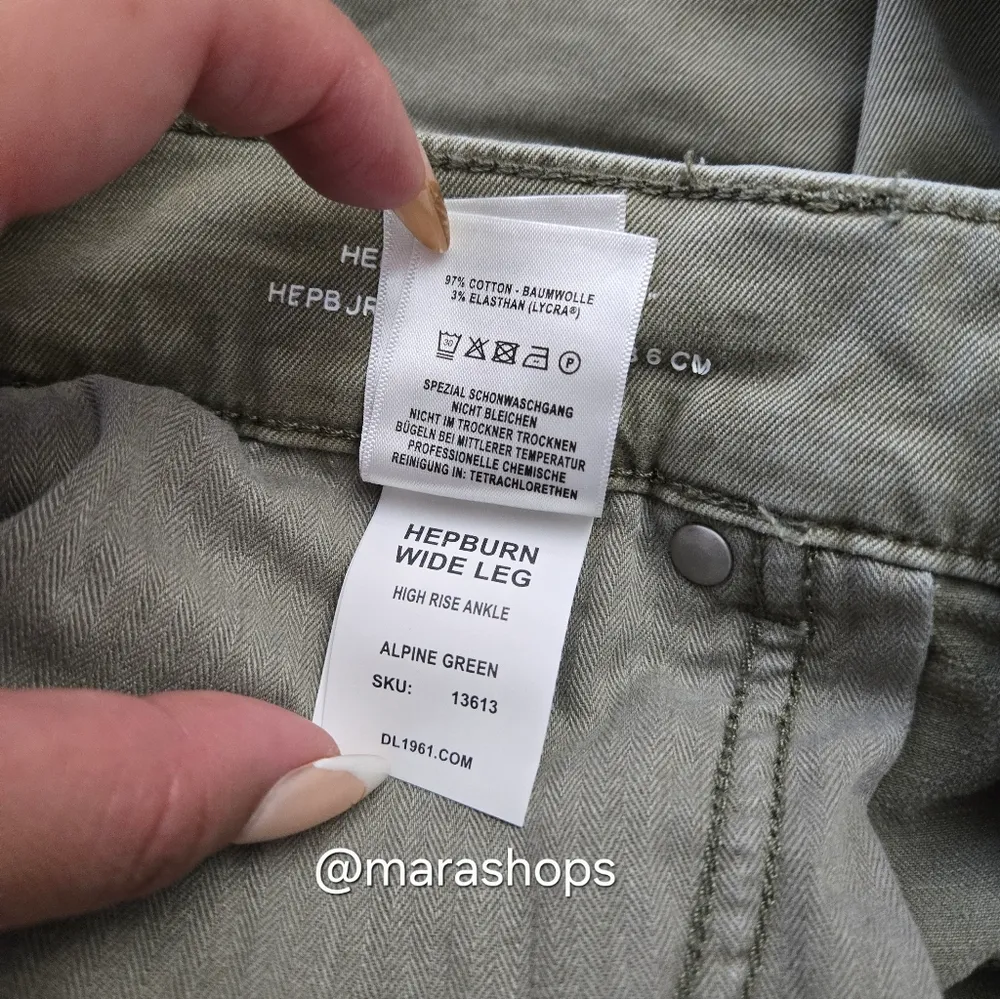 97% COTTON - BAUMWOLLE
3% ELASTHAN (LYCRA®)
30 P
SPEZIAL SCHONWASCHGANG
NICHT BLEICHEN
NICHT IM TROCKNER TROCKNEN
BÜGELN BEI MITTLERER TEMPERATUR
PROFESSIONELLE CHEMISCHE
REINIGUNG IN: TETRACHLORETHEN
HEPBURN
WIDE LEG
HIGH RISE ANKLE
ALPINE GREEN
SKU: 13613
DL1961.COM
@marashops